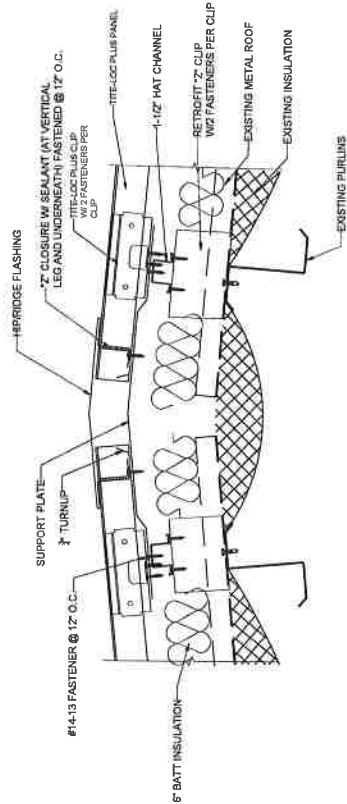 HIP/RIDGE FLASHING
"Z" CLOSURE W/ SEALANT (AT VERTICAL
LEG AND UNDERNEATH) FASTENED @ 12" O.C.
TITE-LOC PLUS CLIP
W/ 2 FASTENERS PER
CLIP
TITE-LOC PLUS PANEL
1-1/2" HAT CHANNEL
RETROFIT "Z" CLIP
W/2 FASTENERS PER CLIP
EXISTING METAL ROOF
EXISTING INSULATION
EXISTING PURLINS
SUPPORT PLATE
¾" TURNUP
#14-13 FASTENER @ 12" O.C.
6" BATT INSULATION